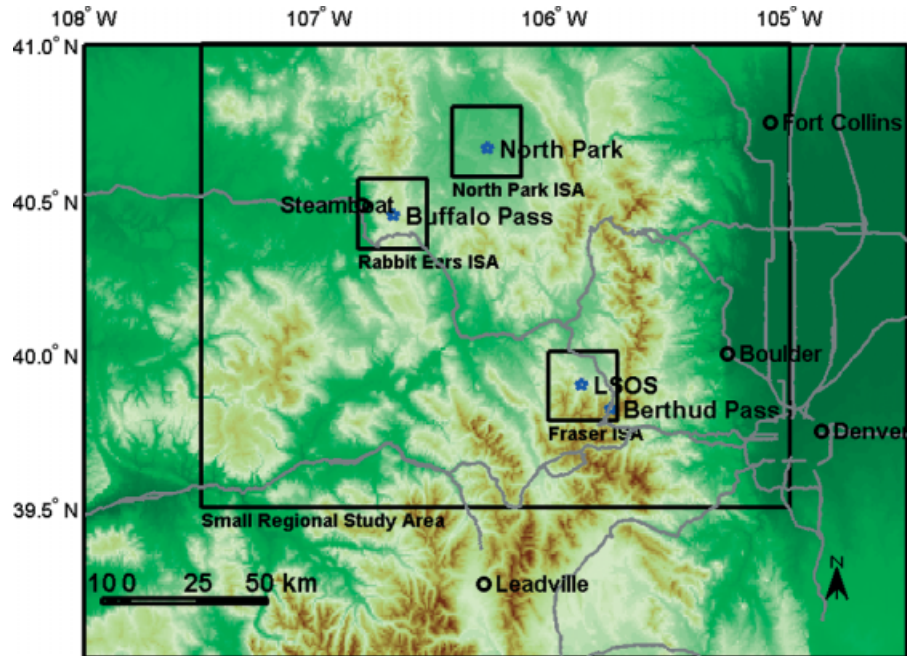 108° W
107° W
106° W
105° W
41.0° N
Fort Collins
North Park
North Park ISA
40.5° N
Steamboat
Buffalo Pass
Rabbit Ears ISA
40.0° N
Boulder
LSOS
Berthud Pass
Fraser ISA
Denver
39.5° N
Small Regional Study Area
10 0 25 50 km
Leadville
N